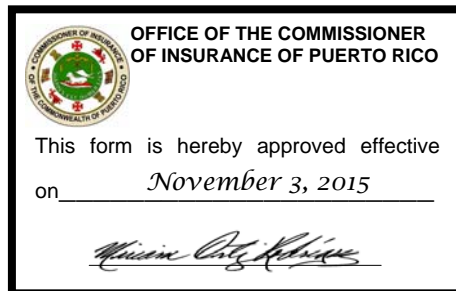 OFFICE OF THE COMMISSIONER
OF INSURANCE OF PUERTO RICO
COMMISSIONER OF INSURANCE
OF THE COMMONWEALTH OF PUERTO RICO
This form is hereby approved effective
on November 3, 2015